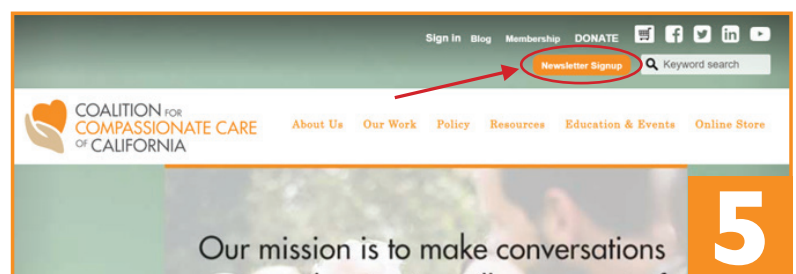 Sign In Blog Membership DONATE
Newsletter Signup Keyword search
COALITION FOR
COMPASSIONATE CARE
OF CALIFORNIA
About Us Our Work Policy Resources Education & Events Online Store
Our mission is to make conversations
5